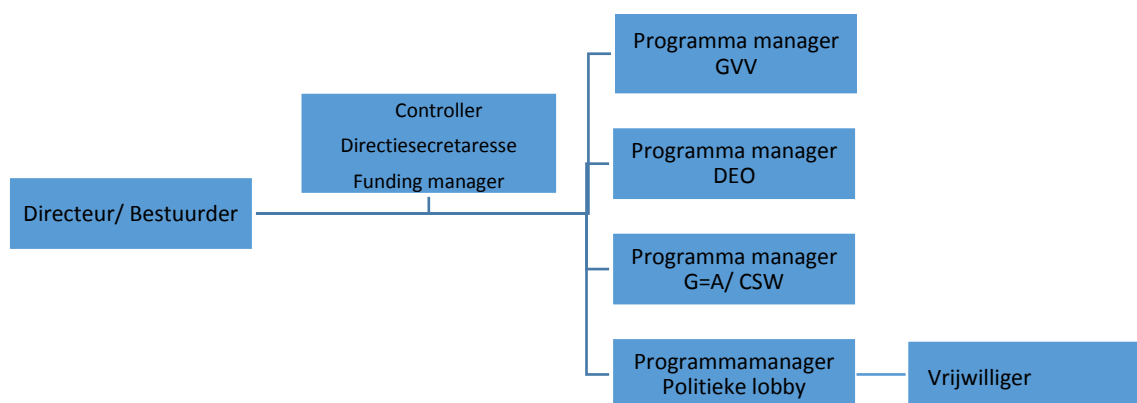 Directeur/ Bestuurder
Controller
Directiesecretaresse
Funding manager
Programma manager
GVV
Programma manager
DEO
Programma manager
G=A/ CSW
Programmamanager
Politieke lobby
Vrijwilliger